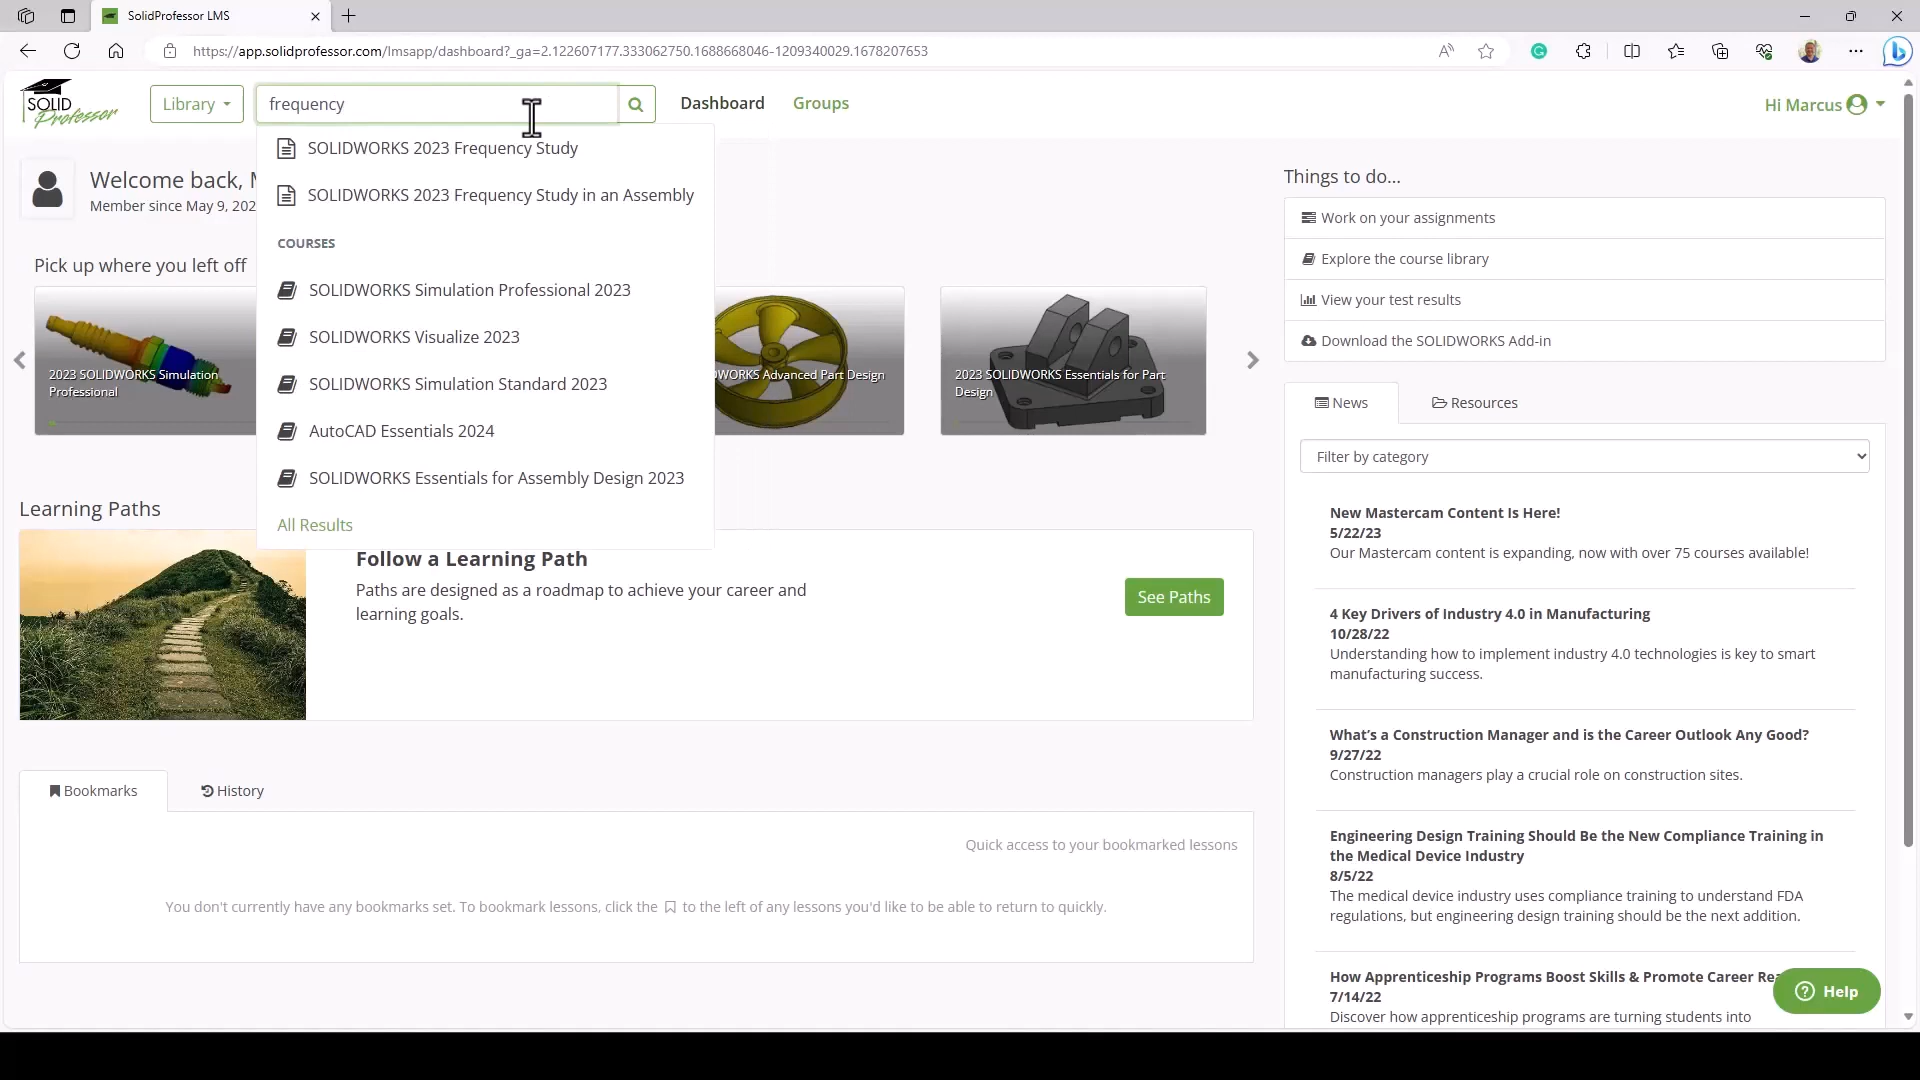 SolidProfessor LMS
https://app.solidprofessor.com/lmsapp/dashboard?_ga=2.122607177.333062750.1688668046-1209340029.1678207653
SOLID
Professor
Library
frequency
Dashboard
Groups
Hi Marcus
SOLIDWORKS 2023 Frequency Study
SOLIDWORKS 2023 Frequency Study in an Assembly
COURSES
SOLIDWORKS Simulation Professional 2023
SOLIDWORKS Visualize 2023
SOLIDWORKS Simulation Standard 2023
AutoCAD Essentials 2024
SOLIDWORKS Essentials for Assembly Design 2023
All Results
Welcome back,
Member since May 9, 202
Pick up where you left off
2023 SOLIDWORKS Simulation
Professional
WORKS Advanced Part Design
2023 SOLIDWORKS Essentials for Part
Design
Learning Paths
Follow a Learning Path
Paths are designed as a roadmap to achieve your career and
learning goals.
See Paths
Bookmarks
History
Quick access to your bookmarked lessons
You don't currently have any bookmarks set. To bookmark lessons, click the to the left of any lessons you'd like to be able to return to quickly.
Things to do...
Work on your assignments
Explore the course library
View your test results
Download the SOLIDWORKS Add-in
News
Resources
Filter by category
New Mastercam Content Is Here!
5/22/23
Our Mastercam content is expanding, now with over 75 courses available!
4 Key Drivers of Industry 4.0 in Manufacturing
10/28/22
Understanding how to implement industry 4.0 technologies is key to smart
manufacturing success.
What's a Construction Manager and is the Career Outlook Any Good?
9/27/22
Construction managers play a crucial role on construction sites.
Engineering Design Training Should Be the New Compliance Training in
the Medical Device Industry
8/5/22
The medical device industry uses compliance training to understand FDA
regulations, but engineering design training should be the next addition.
How Apprenticeship Programs Boost Skills & Promote Career Rea
7/14/22
Discover how apprenticeship programs are turning students into
Help